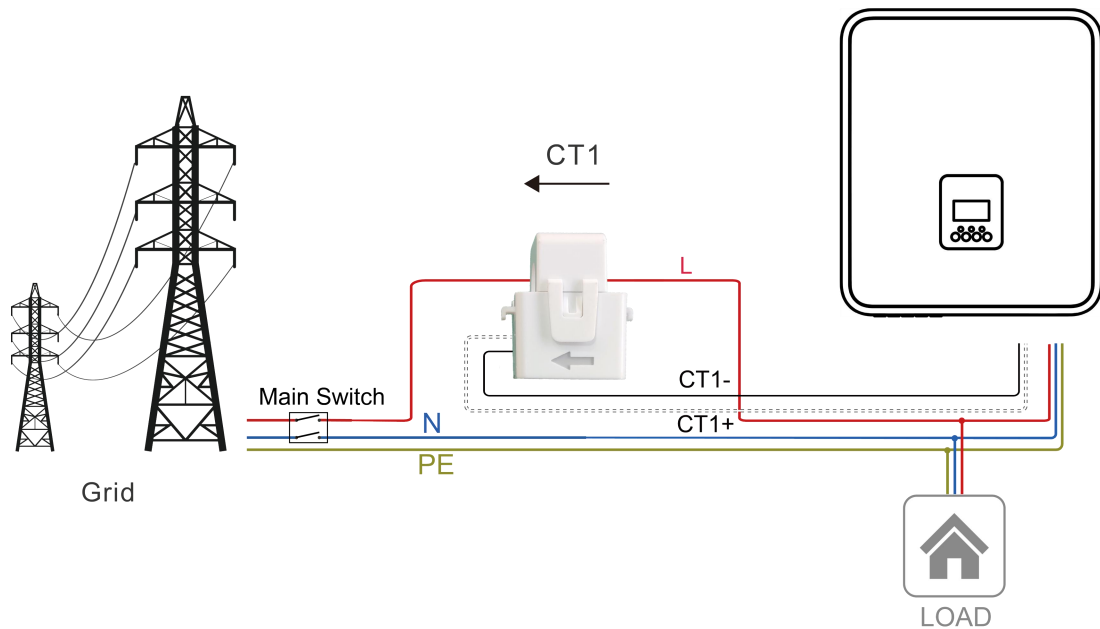 CT1
L
CT1-
Main Switch
N
CT1+
PE
Grid
LOAD